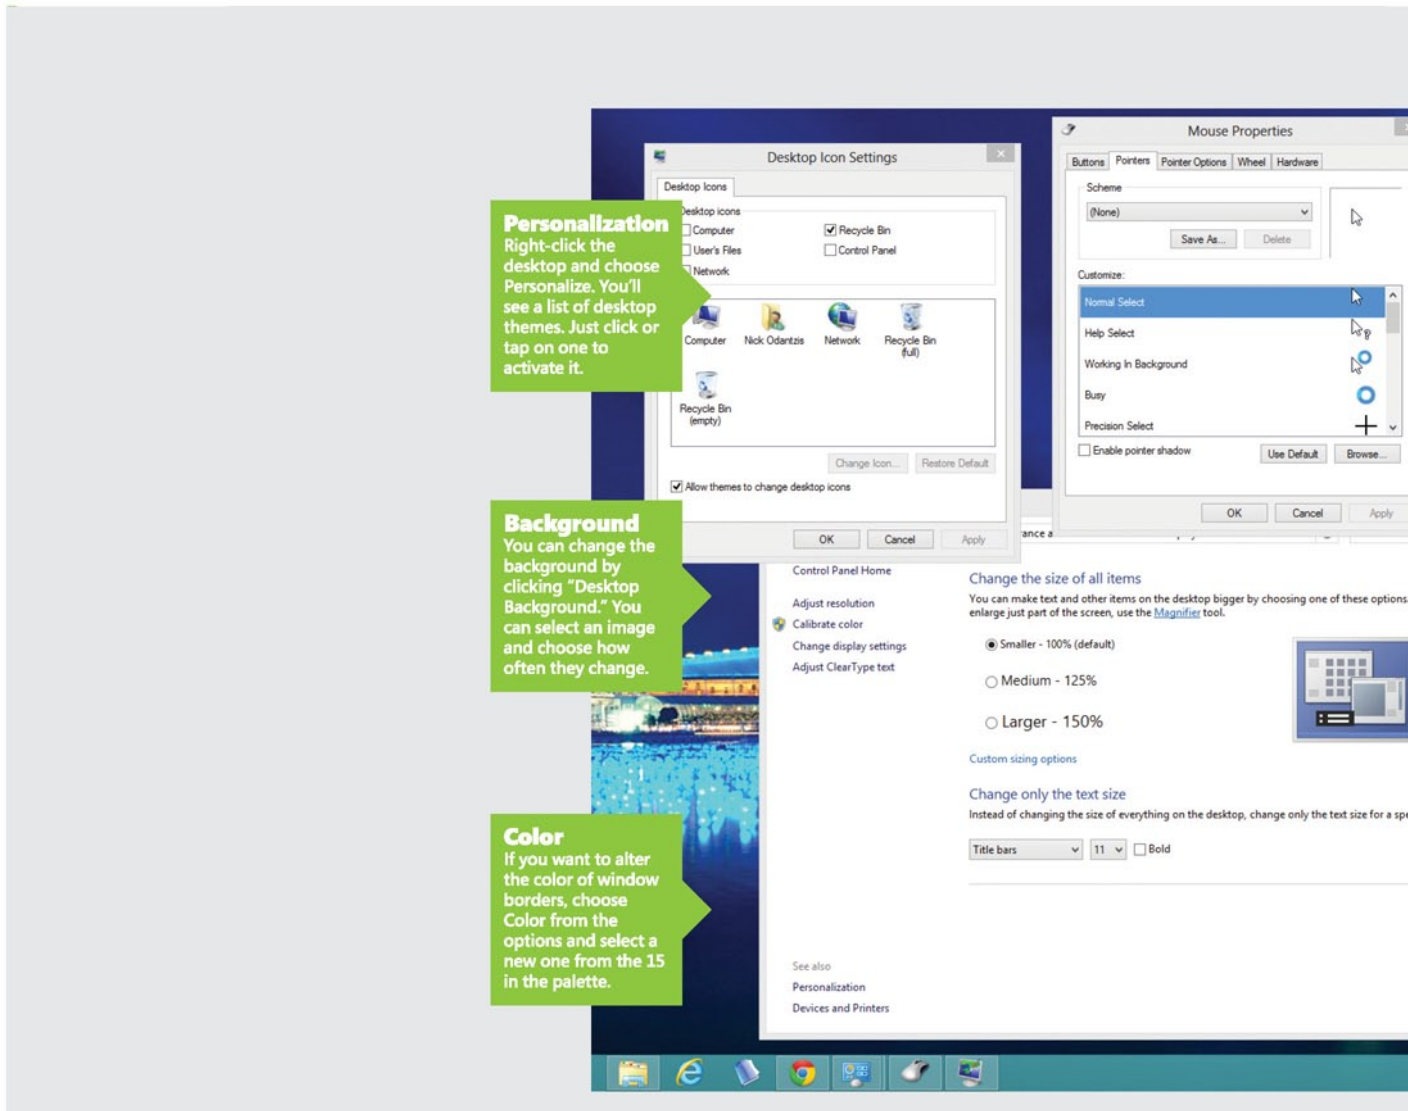 Personalization
Right-click the
desktop and choose
Personalize. You'll
see a list of desktop
themes. Just click or
tap on one to
activate it.
Background
You can change the
background by
clicking “Desktop
Background.” You
can select an image
and choose how
often they change.
Color
If you want to alter
the color of window
borders, choose
Color from the
options and select a
new one from the 15
in the palette.
Desktop Icon Settings
Desktop Icons
Desktop icons
Computer
Recycle Bin
User's Files
Control Panel
Network
Computer
Nick Odantzis
Network
Recycle Bin
(full)
Recycle Bin
(empty)
Change Icon...
Restore Default
Allow themes to change desktop icons
OK
Cancel
Apply
Mouse Properties
Buttons
Pointers
Pointer Options
Wheel
Hardware
Scheme
(None)
Save As...
Delete
Customize:
Normal Select
Help Select
Working In Background
Busy
Precision Select
Enable pointer shadow
Use Default
Browse...
OK
Cancel
Apply
Control Panel Home
Adjust resolution
Calibrate color
Change display settings
Adjust ClearType text
See also
Personalization
Devices and Printers
Change the size of all items
You can make text and other items on the desktop bigger by choosing one of these options.
enlarge just part of the screen, use the Magnifier tool.
Smaller - 100% (default)
Medium - 125%
Larger - 150%
Custom sizing options
Change only the text size
Instead of changing the size of everything on the desktop, change only the text size for a spe
Title bars
11
Bold